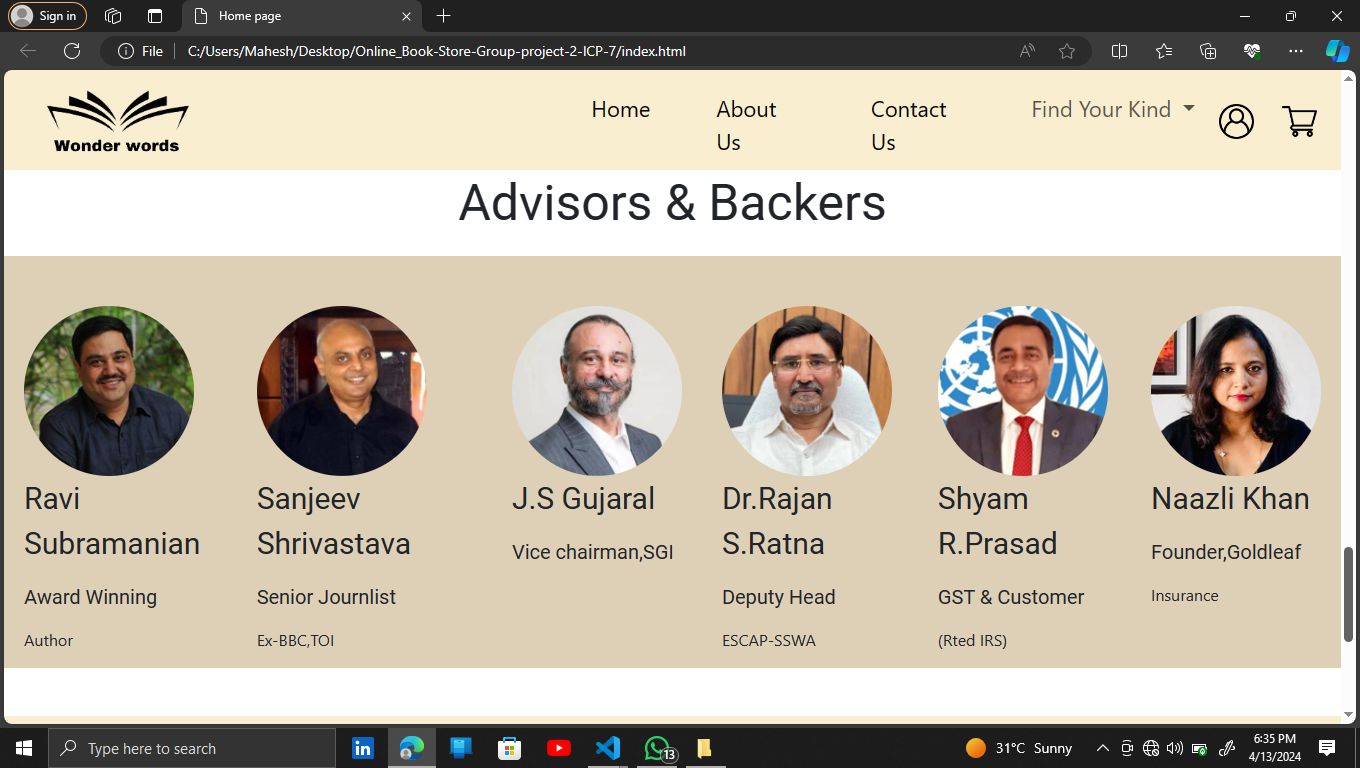 Sign in
Home page
File
C:/Users/Mahesh/Desktop/Online_Book-Store-Group-project-2-ICP-7/index.html
Wonder words
Home
About
Us
Contact
Us
Find Your Kind
Advisors & Backers
Ravi
Subramanian
Award Winning
Author
Sanjeev
Shrivastava
Senior Journlist
Ex-BBC,TOI
J.S Gujaral
Vice chairman,SGI
Dr.Rajan
S.Ratna
Deputy Head
ESCAP-SSWA
Shyam
R.Prasad
GST & Customer
(Rted IRS)
Naazli Khan
Founder,Goldleaf
Insurance
Type here to search
13
31°C Sunny
6:35 PM
4/13/2024